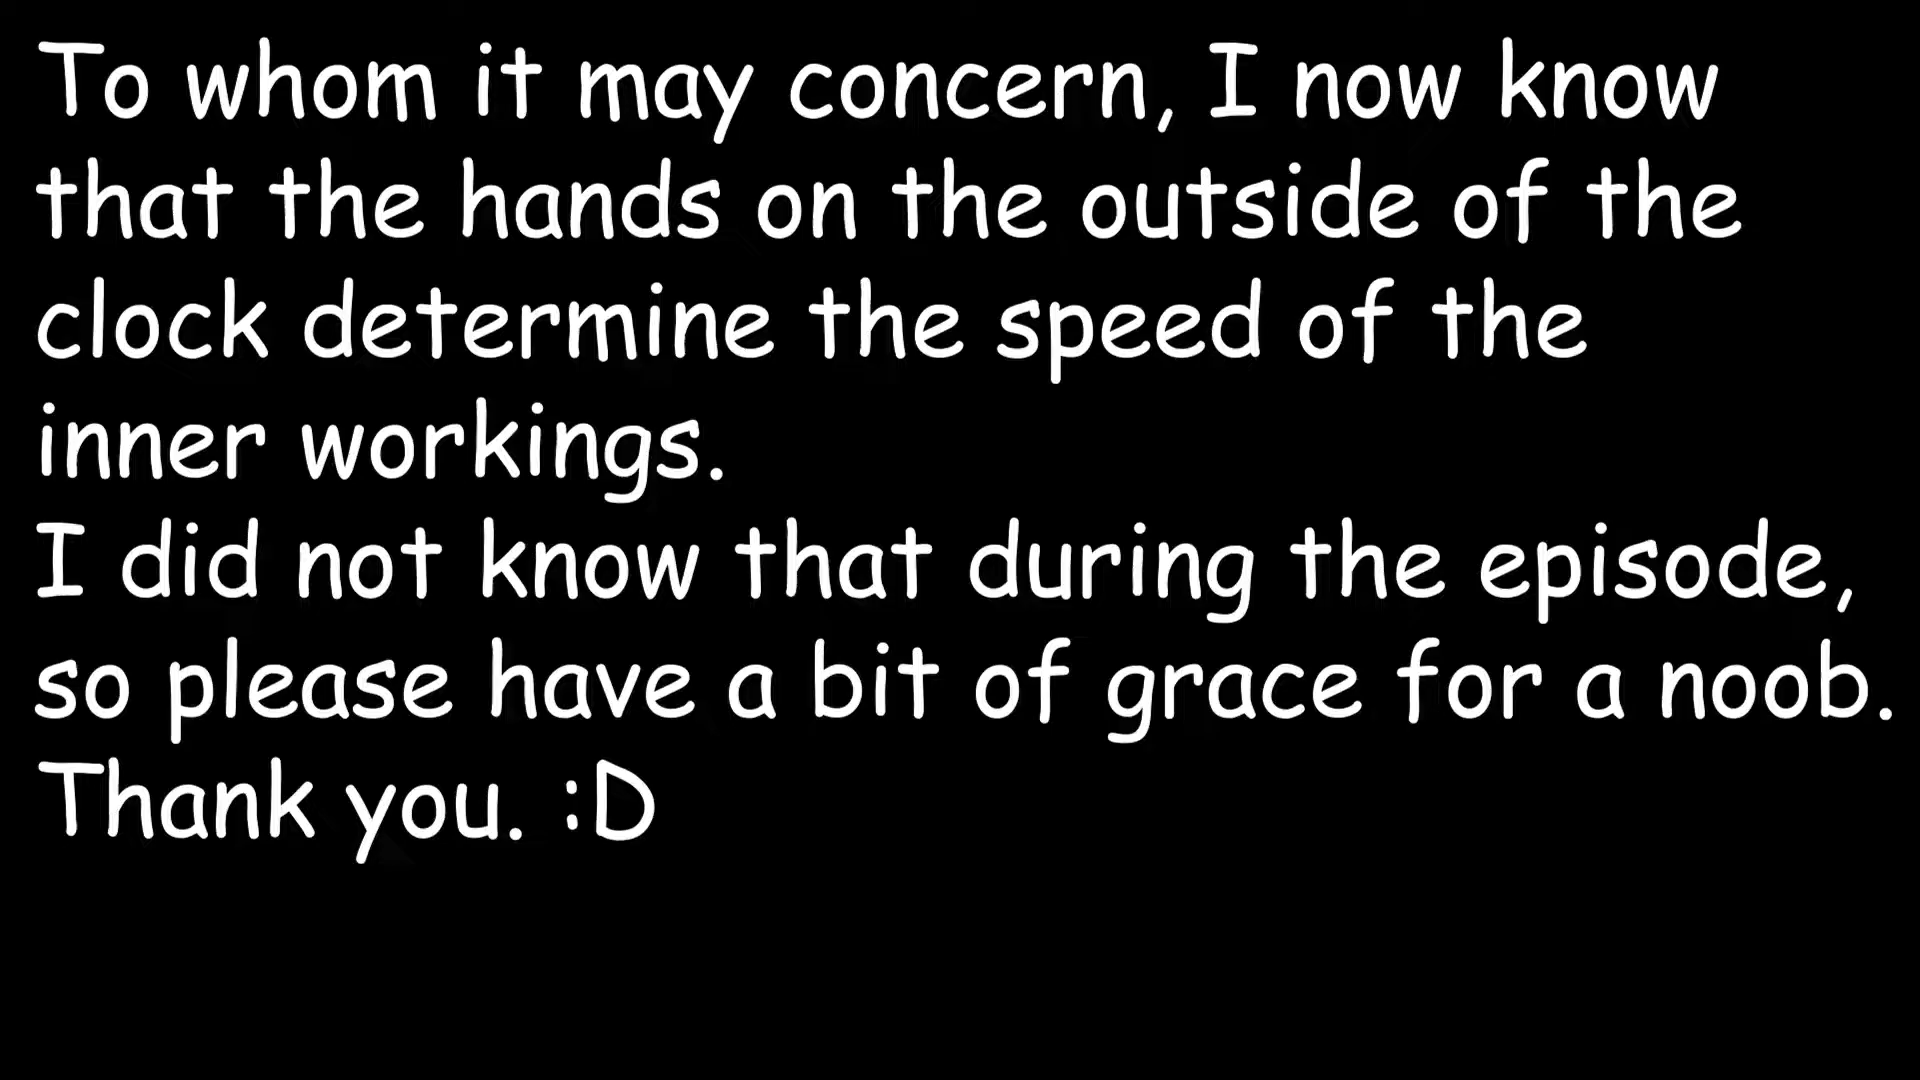 To whom it may concern, I now know
that the hands on the outside of the
clock determine the speed of the
inner workings.
I did not know that during the episode,
so please have a bit of grace for a noob.
Thank you. :D